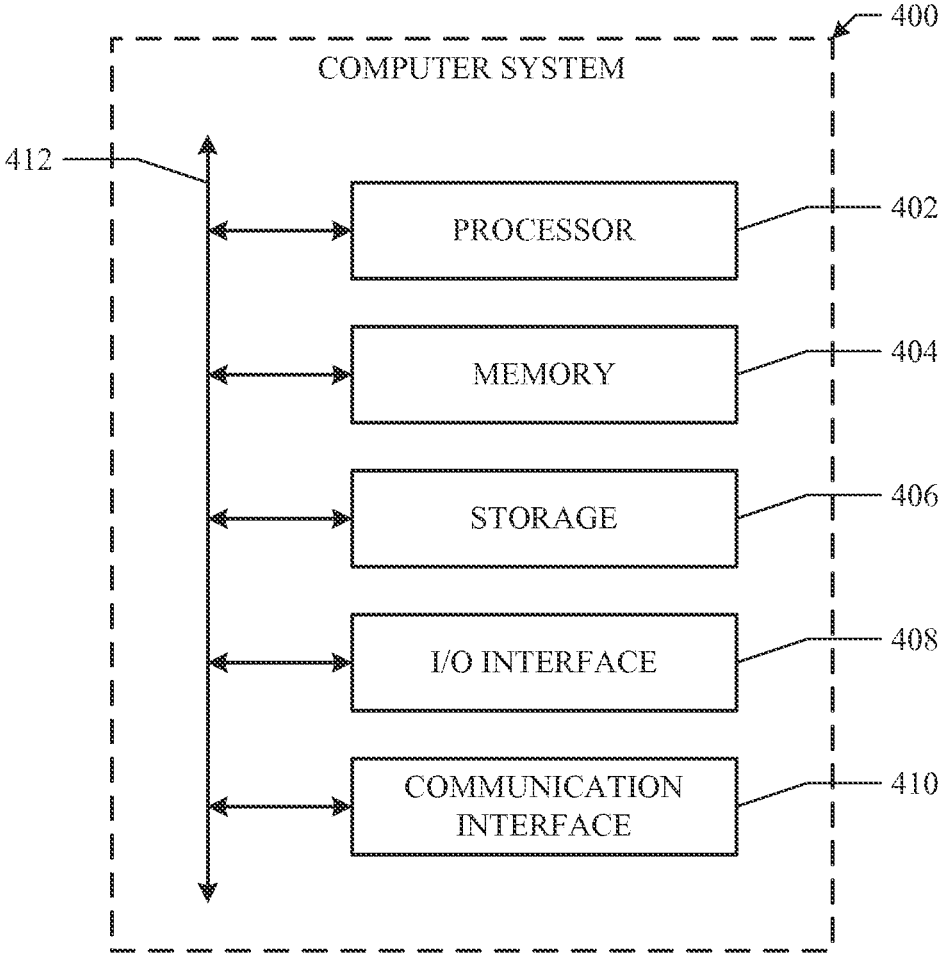 400
COMPUTER SYSTEM
412
PROCESSOR
402
MEMORY
404
STORAGE
406
I/O INTERFACE
408
COMMUNICATION
INTERFACE
410